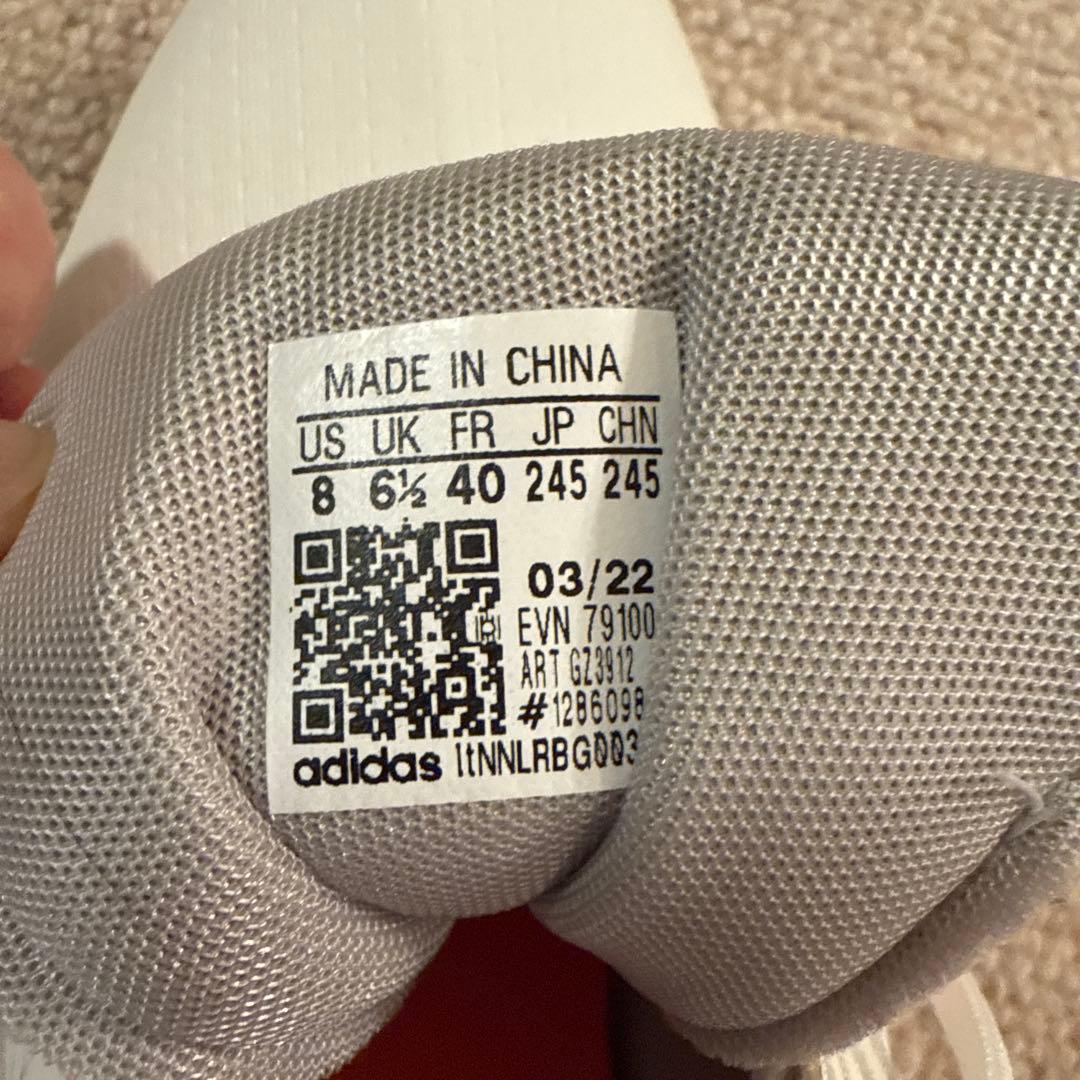 MADE IN CHINA
US UK FR JP CHN
8 6½ 40 245 245
03/22
EVN 79100
ART GZ3912
#1286098
adidas ltNNLRBG003